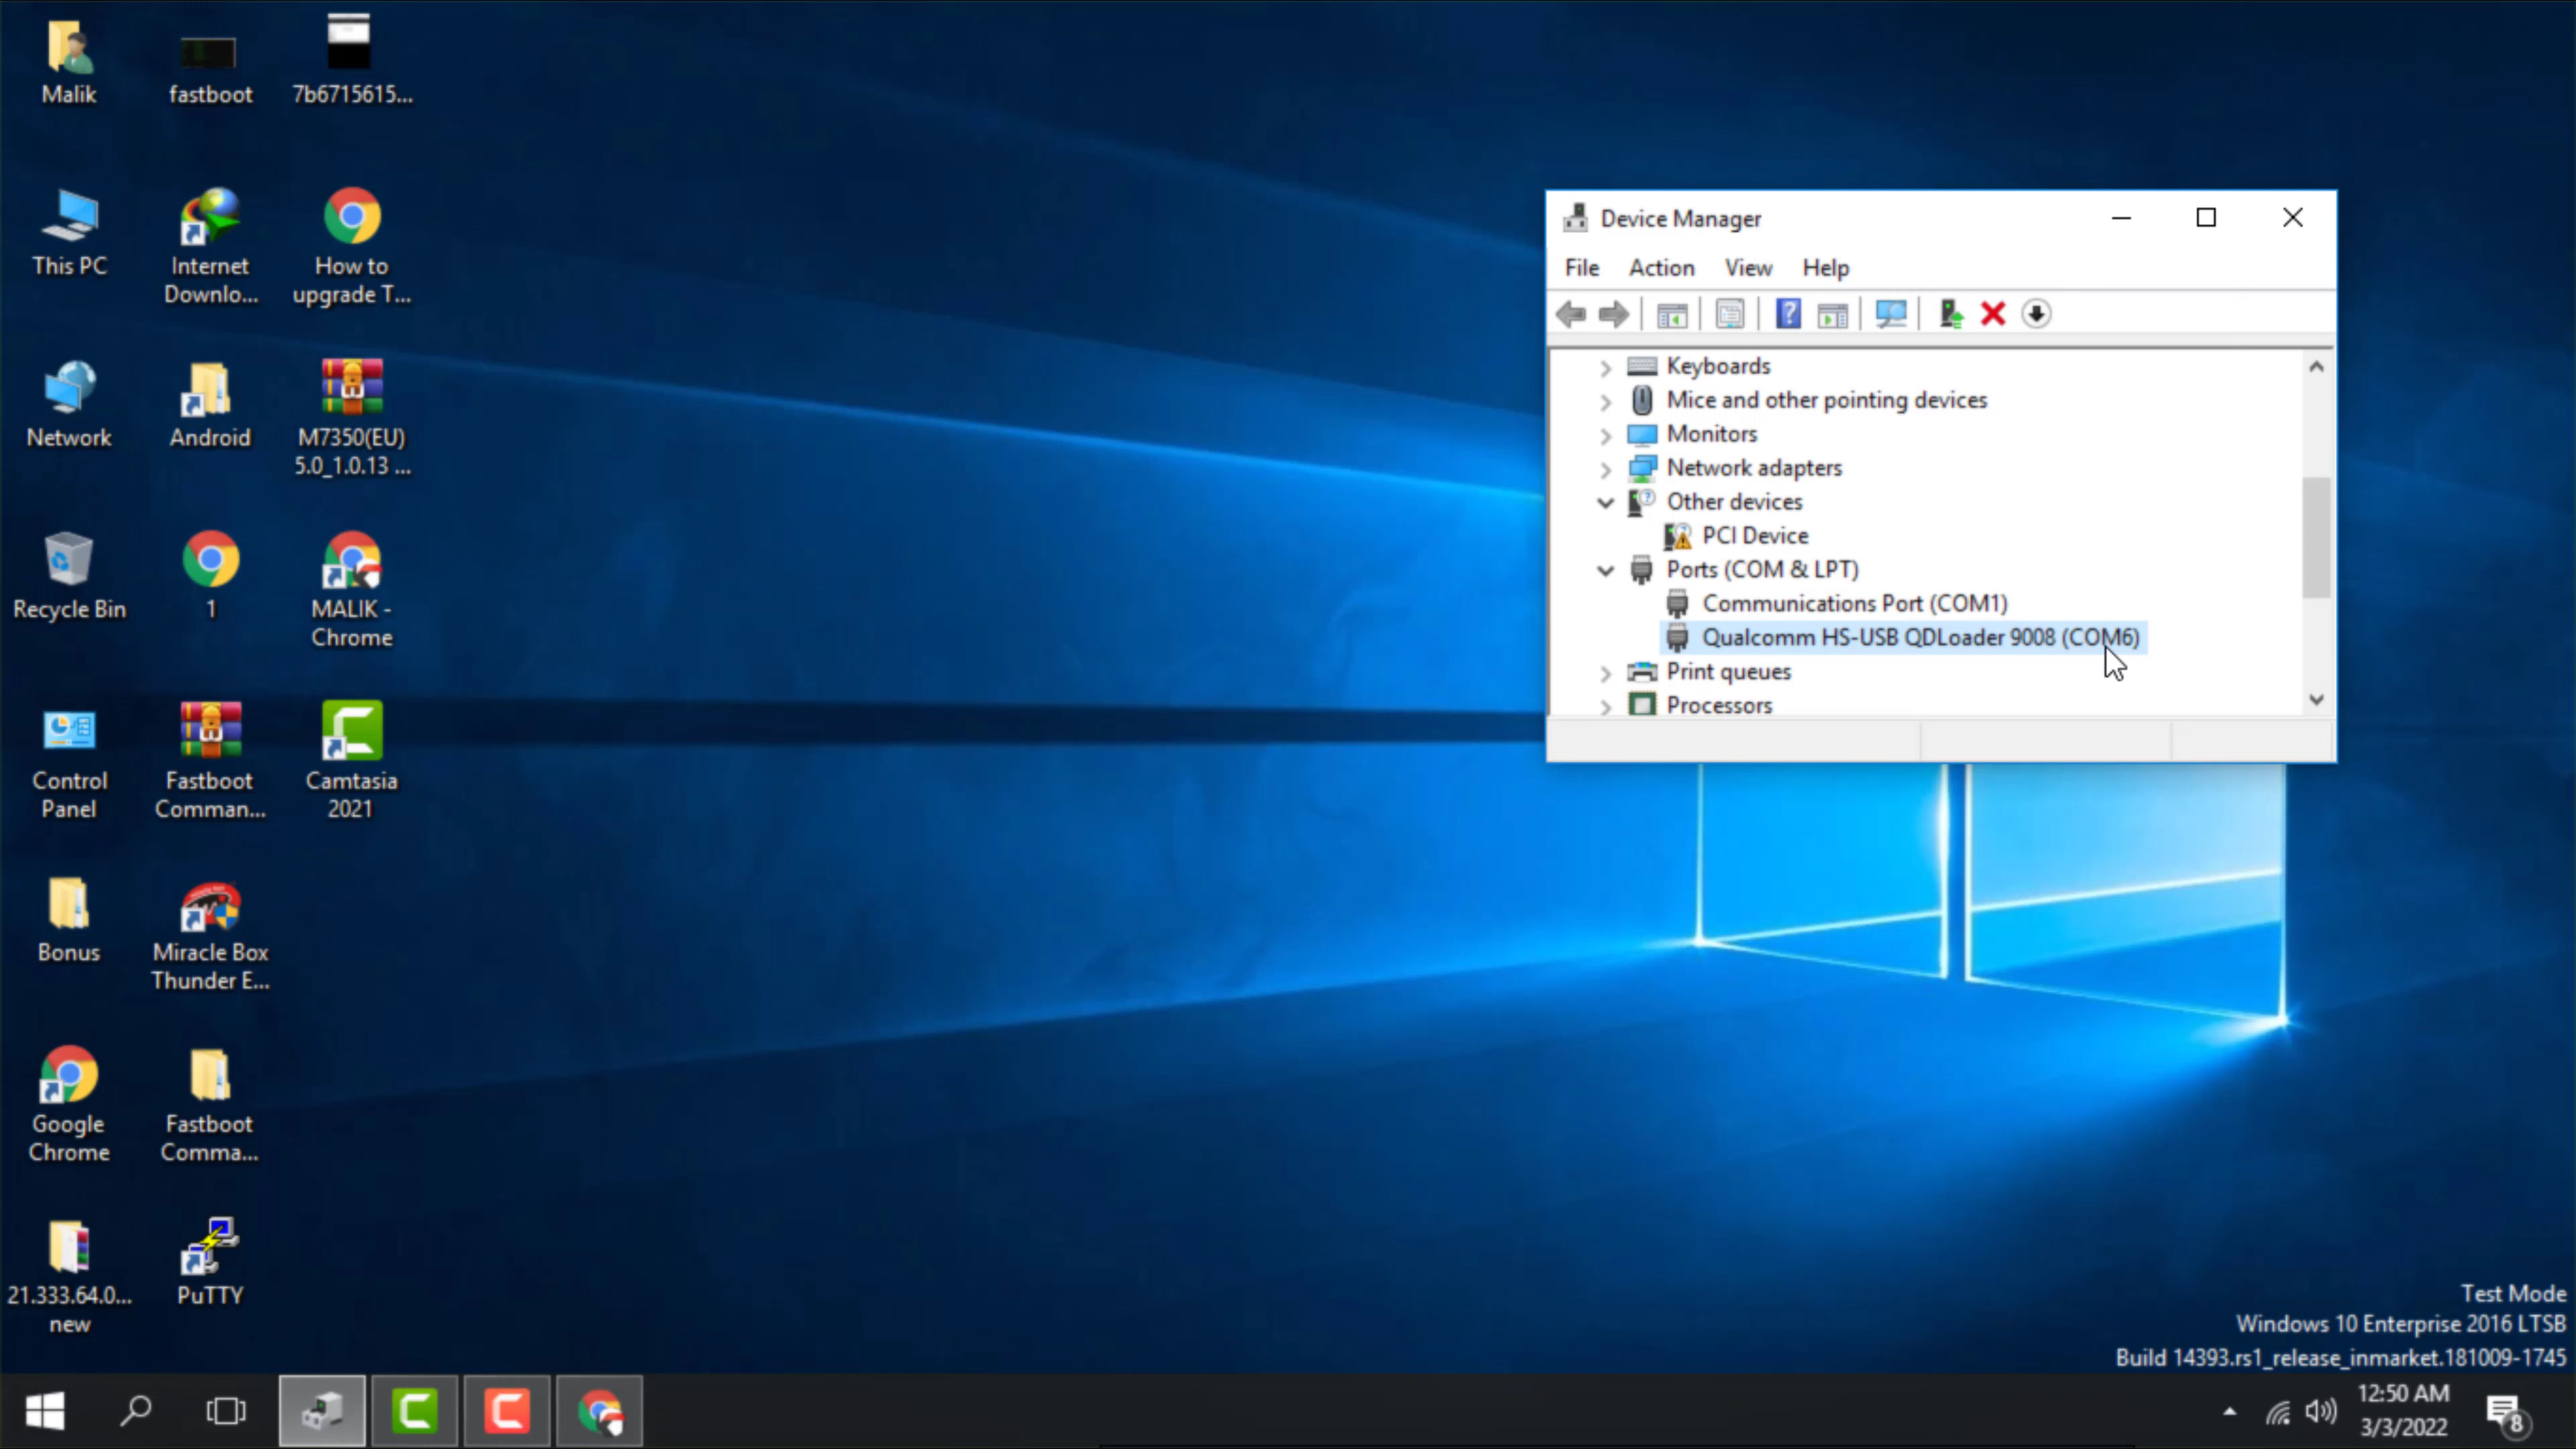 Malik
fastboot
7b6715615...
This PC
Internet
Downlo...
How to
upgrade T...
Network
Android
M7350(EU)
5.0_1.0.13 ...
Recycle Bin
1
MALIK -
Chrome
Control
Panel
Fastboot
Comman...
Camtasia
2021
Bonus
Miracle Box
Thunder E...
Google
Chrome
Fastboot
Comma...
21.333.64.0...
new
PuTTY
Device Manager
File Action View Help
Keyboards
Mice and other pointing devices
Monitors
Network adapters
Other devices
PCI Device
Ports (COM & LPT)
Communications Port (COM1)
Qualcomm HS-USB QDLoader 9008 (COM6)
Print queues
Processors
Test Mode
Windows 10 Enterprise 2016 LTSB
Build 14393.rs1_release_inmarket.181009-1745
12:50 AM
3/3/2022
8